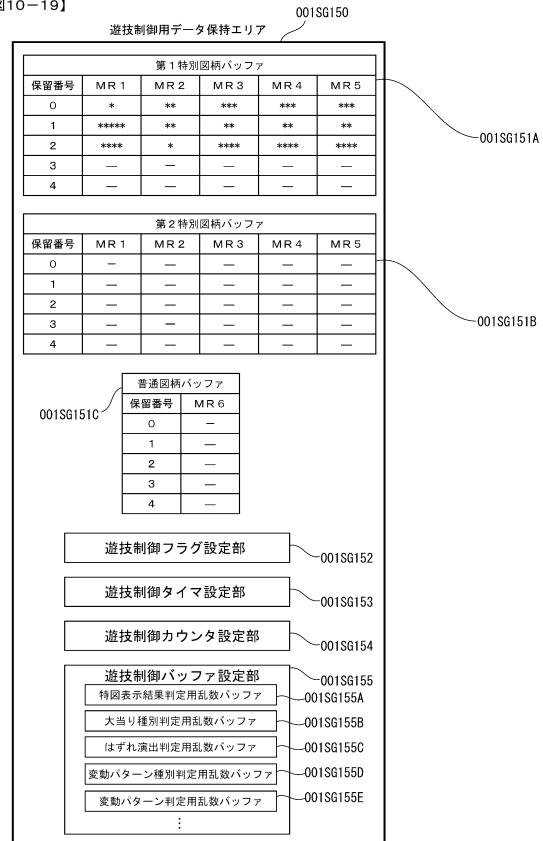 図10－19】
001SG150
遊技制御用データ保持エリア
第１特別図柄バッファ
保留番号 ＭＲ１ ＭＲ２ ＭＲ３ ＭＲ４ ＭＲ５
０ * ** *** *** ***
１ ***** ** ** ** **
２ **** * **** **** ****
３ － － － － －
４ － － － － －
001SG151A
第２特別図柄バッファ
保留番号 ＭＲ１ ＭＲ２ ＭＲ３ ＭＲ４ ＭＲ５
０ － － － － －
１ － － － － －
２ － － － － －
３ － － － － －
４ － － － － －
001SG151B
普通図柄バッファ
保留番号 ＭＲ６
０ －
１ －
２ －
３ －
４ －
001SG151C
遊技制御フラグ設定部
001SG152
遊技制御タイマ設定部
001SG153
遊技制御カウンタ設定部
001SG154
遊技制御バッファ設定部
001SG155
特図表示結果判定用乱数バッファ
001SG155A
大当り種別判定用乱数バッファ
001SG155B
はずれ演出判定用乱数バッファ
001SG155C
変動パターン種別判定用乱数バッファ
001SG155D
変動パターン判定用乱数バッファ
001SG155E
⋮